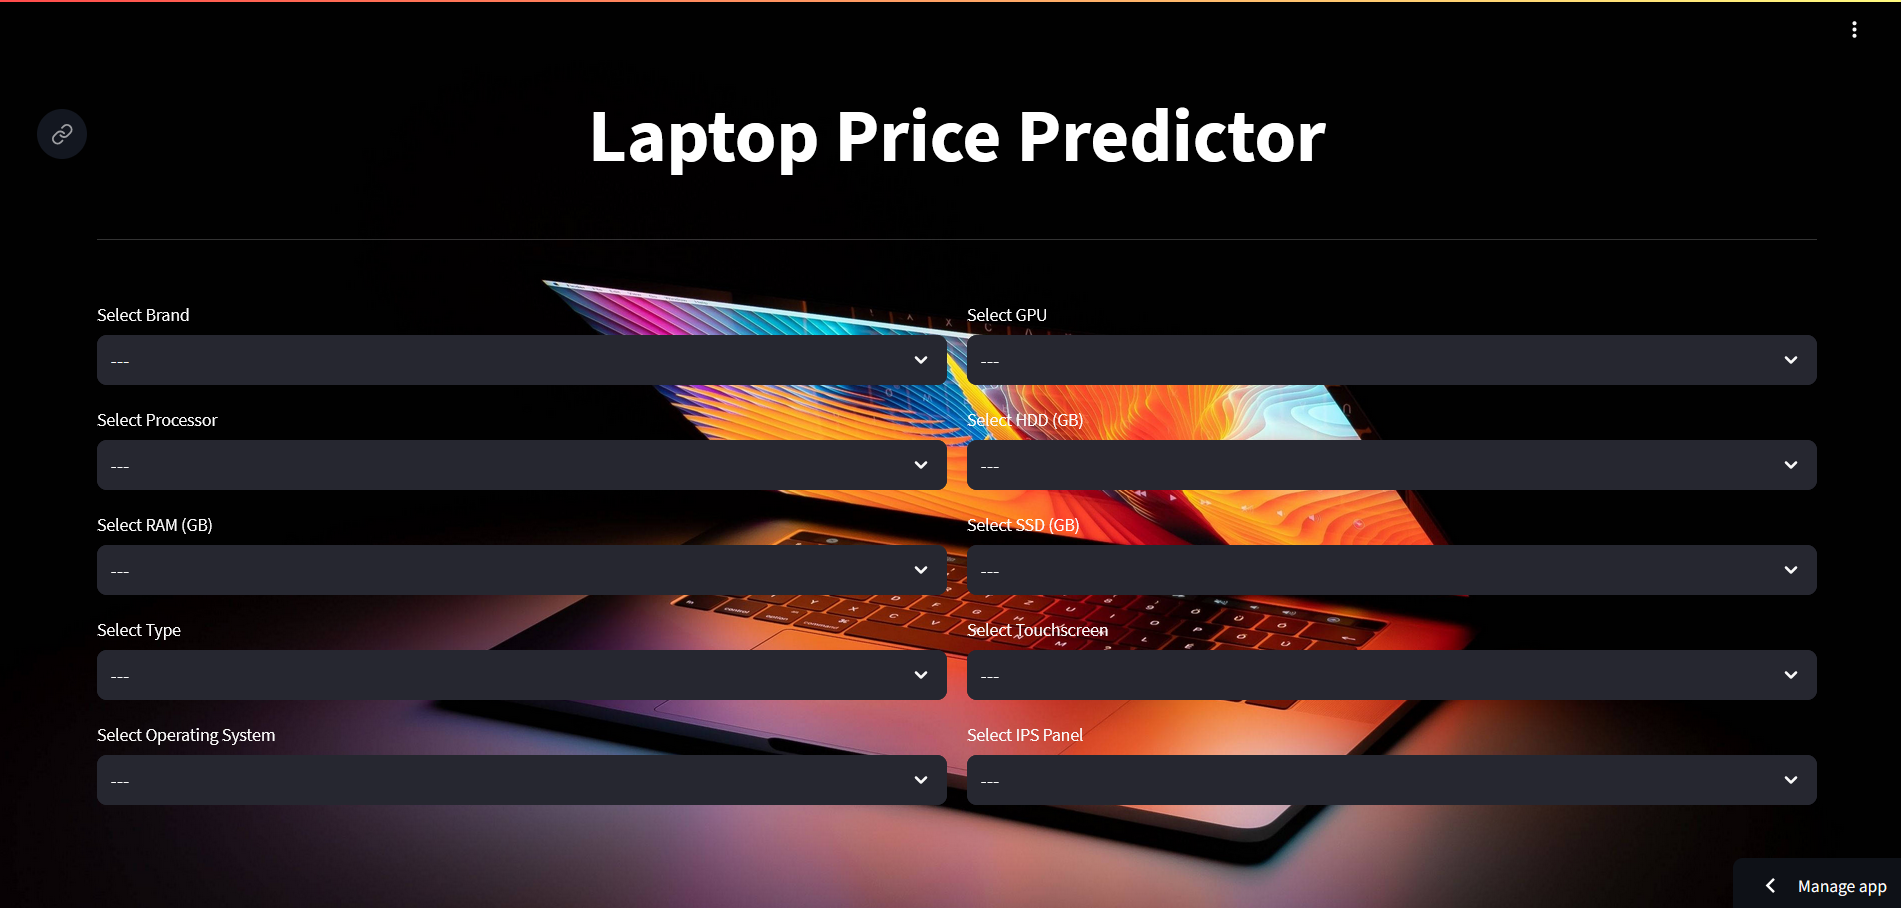 Laptop Price Predictor
Select Brand
---
Select Processor
---
Select RAM (GB)
---
Select Type
---
Select Operating System
---
Select GPU
---
Select HDD (GB)
---
Select SSD (GB)
---
Select Touchscreen
---
Select IPS Panel
---
Manage app